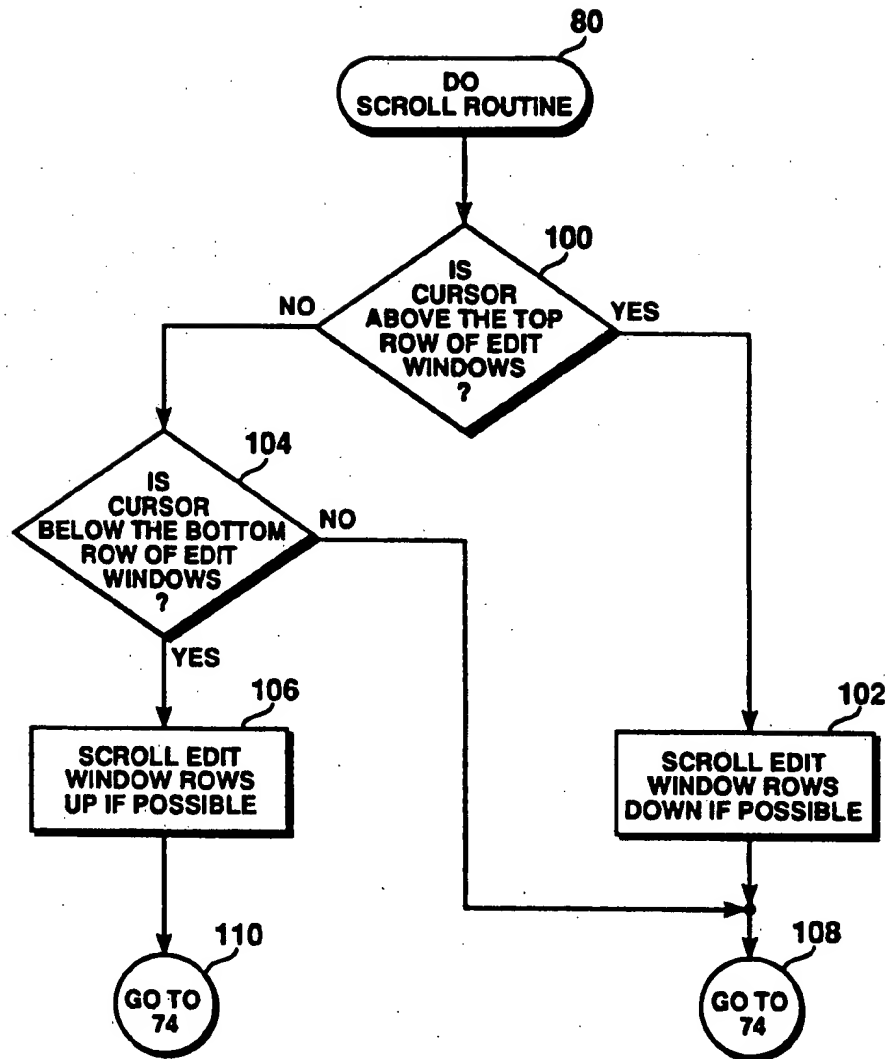 80
DO
SCROLL ROUTINE
100
IS
CURSOR
ABOVE THE TOP
ROW OF EDIT
WINDOWS
?
NO
YES
104
IS
CURSOR
BELOW THE BOTTOM
ROW OF EDIT
WINDOWS
?
NO
YES
106
SCROLL EDIT
WINDOW ROWS
UP IF POSSIBLE
102
SCROLL EDIT
WINDOW ROWS
DOWN IF POSSIBLE
110
GO TO
74
108
GO TO
74